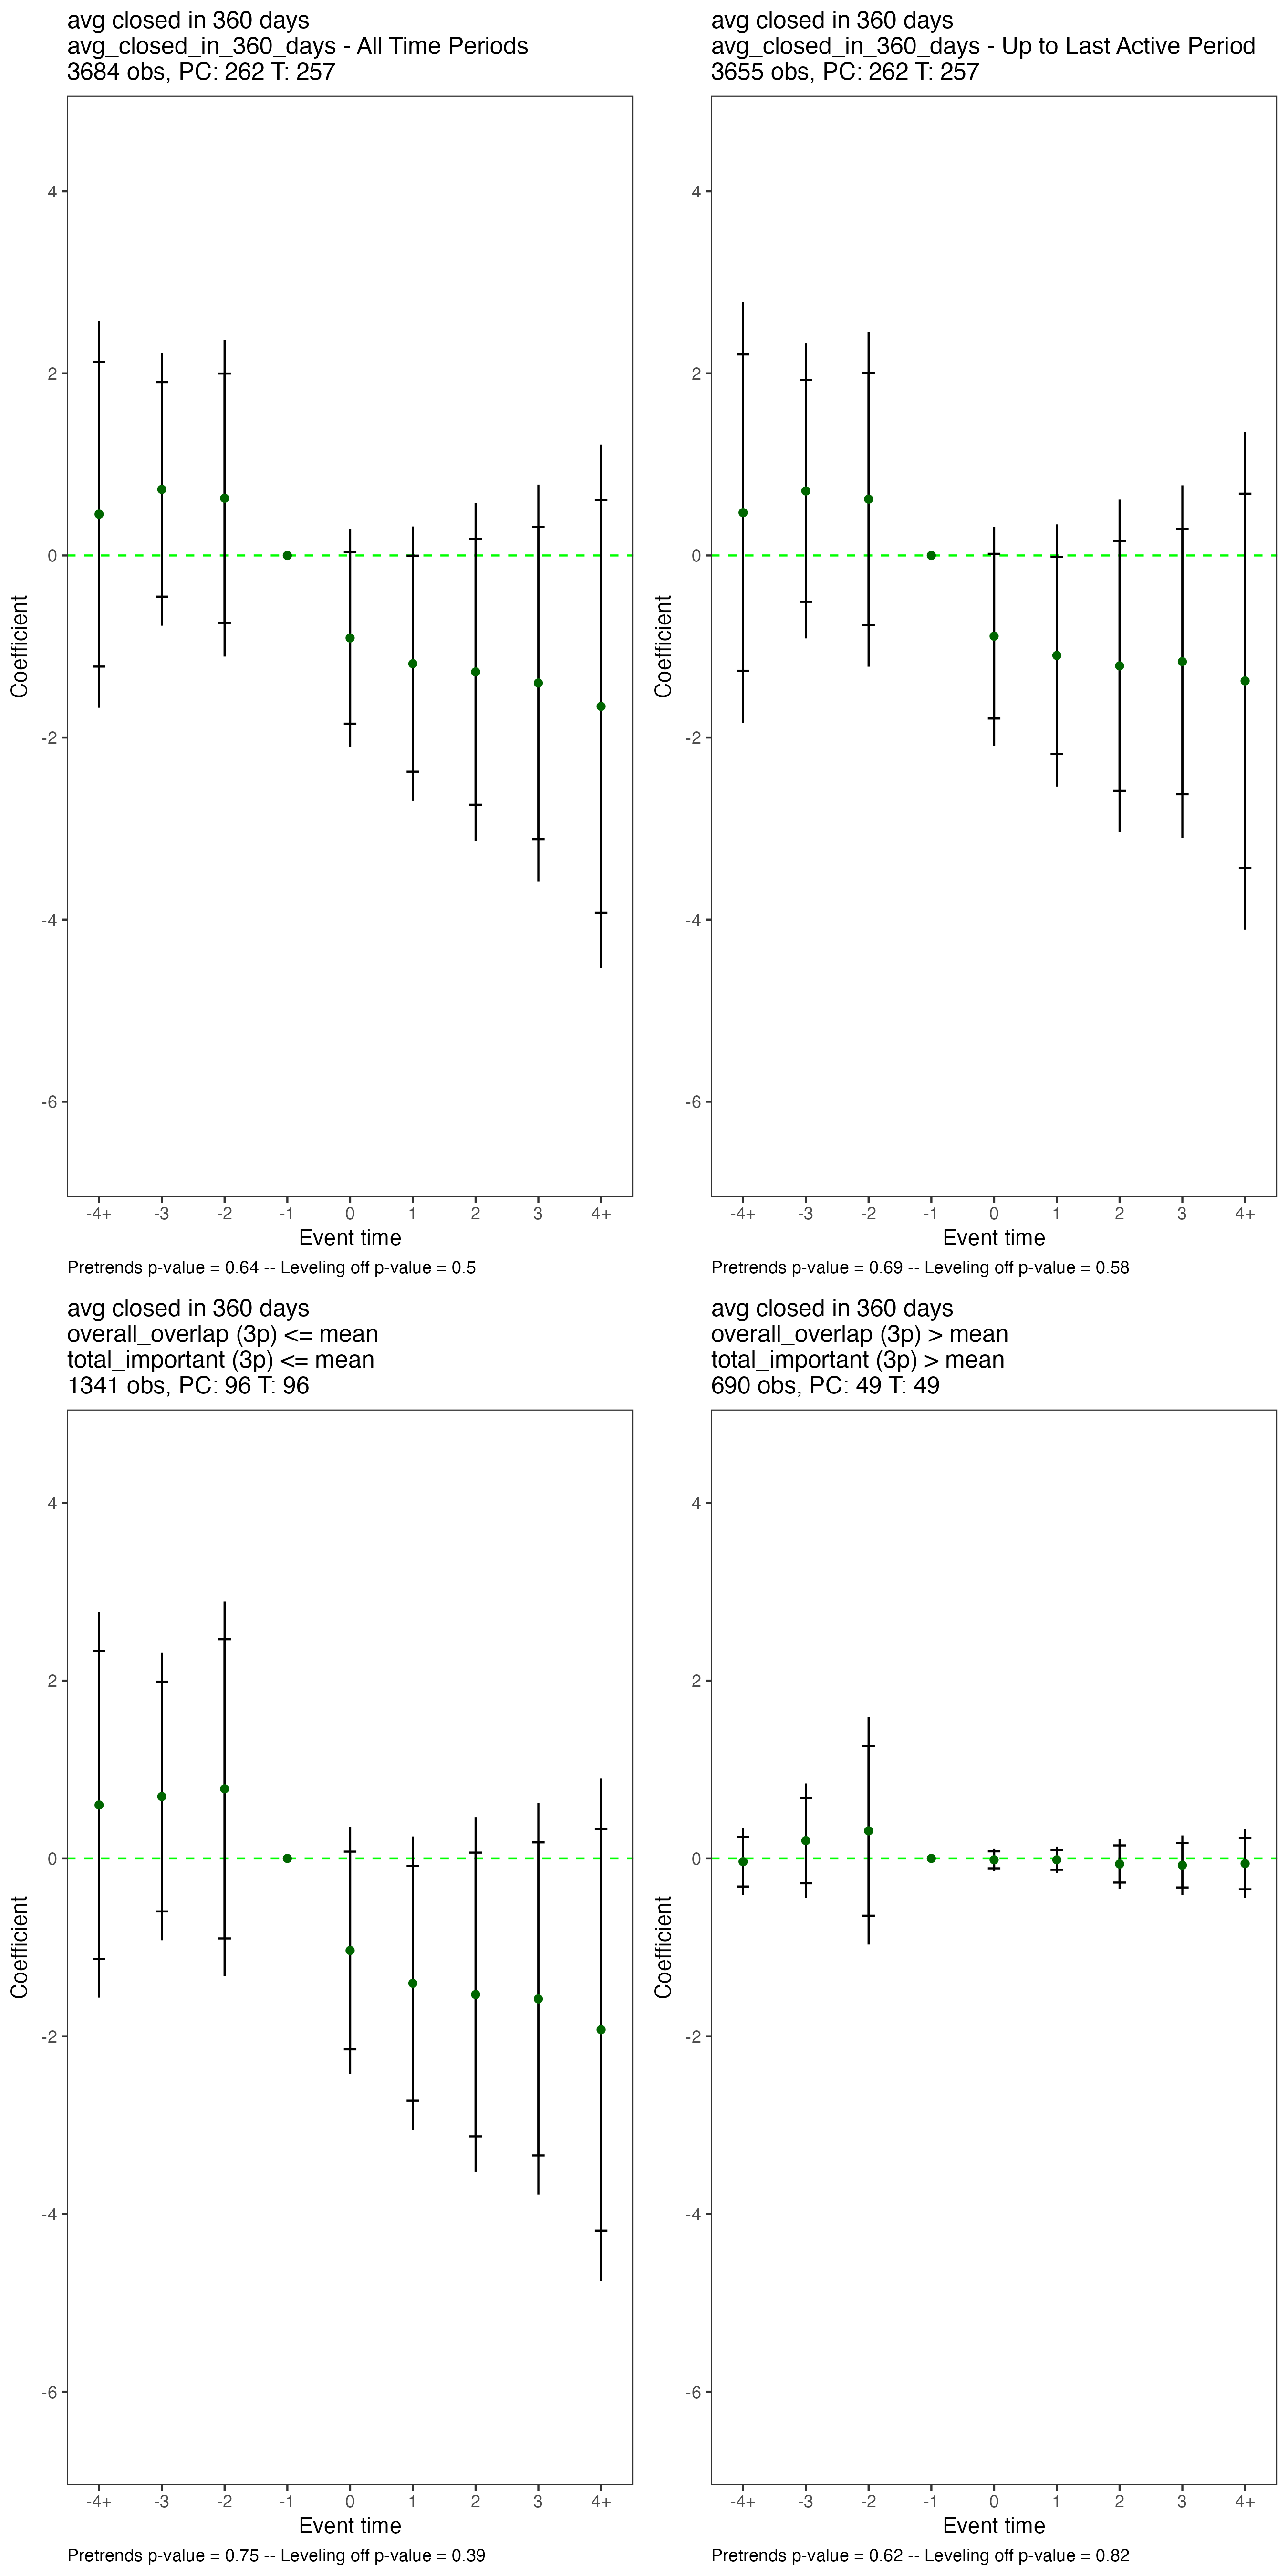 avg closed in 360 days
avg_closed_in_360_days - All Time Periods
3684 obs, PC: 262 T: 257
4
2
0
-2
-4
-6
Coefficient
-4+ -3 -2 -1 0 1 2 3 4+
Event time
Pretrends p-value = 0.64 -- Leveling off p-value = 0.5
avg closed in 360 days
avg_closed_in_360_days - Up to Last Active Period
3655 obs, PC: 262 T: 257
4
2
0
-2
-4
-6
Coefficient
-4+ -3 -2 -1 0 1 2 3 4+
Event time
Pretrends p-value = 0.69 -- Leveling off p-value = 0.58
avg closed in 360 days
overall_overlap (3p) <= mean
total_important (3p) <= mean
1341 obs, PC: 96 T: 96
4
2
0
-2
-4
-6
Coefficient
-4+ -3 -2 -1 0 1 2 3 4+
Event time
Pretrends p-value = 0.75 -- Leveling off p-value = 0.39
avg closed in 360 days
overall_overlap (3p) > mean
total_important (3p) > mean
690 obs, PC: 49 T: 49
4
2
0
-2
-4
-6
Coefficient
-4+ -3 -2 -1 0 1 2 3 4+
Event time
Pretrends p-value = 0.62 -- Leveling off p-value = 0.82